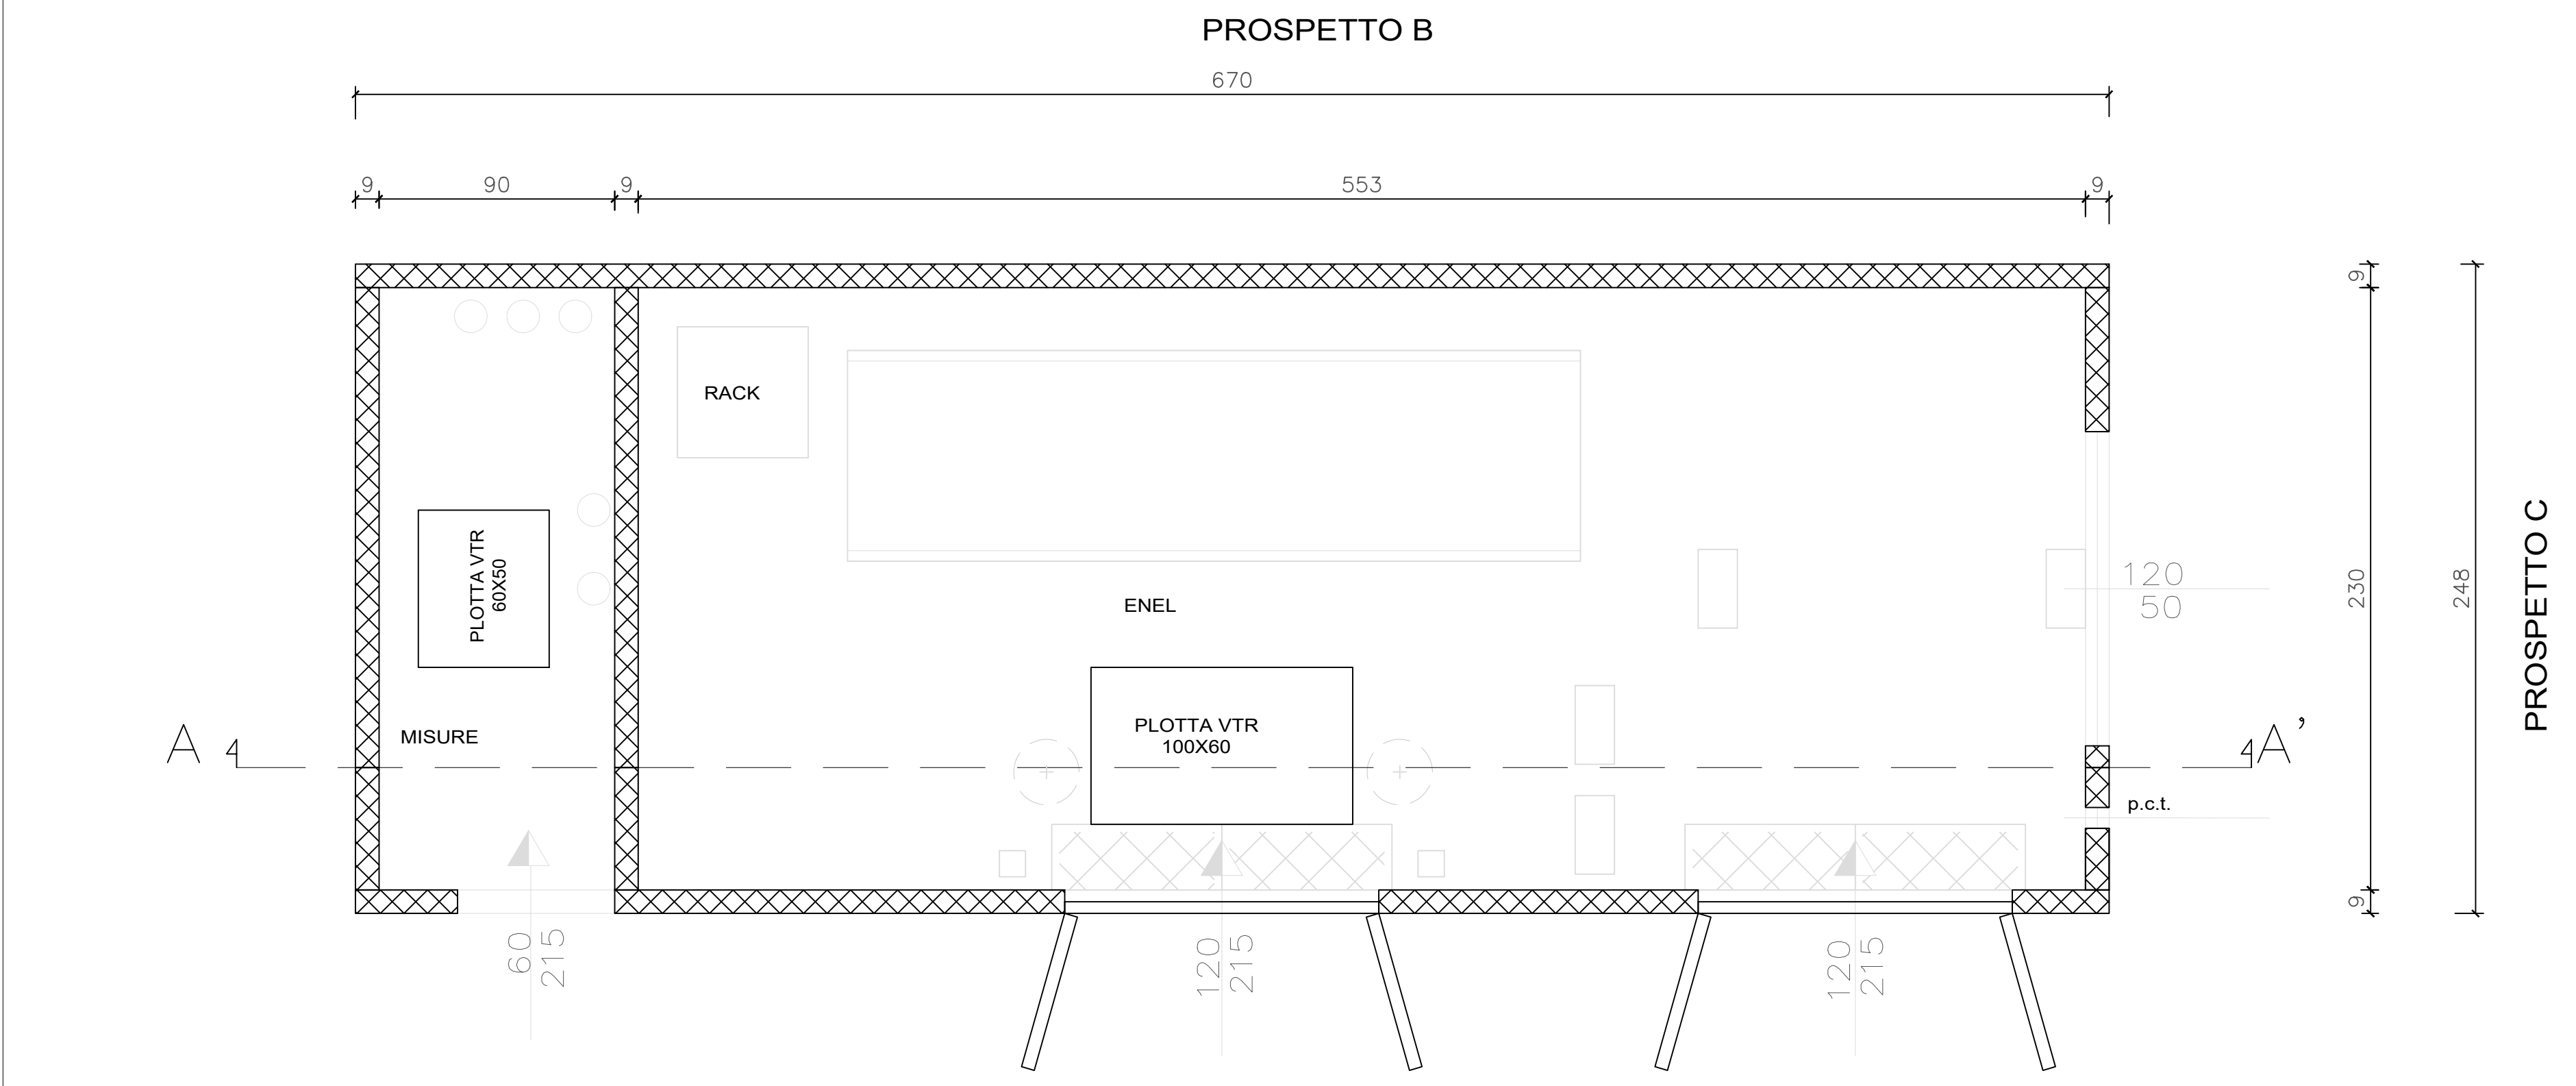 PROSPETTO B
670
9 90 9 553 9
9
RACK
PLOTTA VTR
60X50
ENEL
120
50
230
248
PROSPETTO C
PLOTTA VTR
100X60
MISURE
A
A’
p.c.t.
9
60
215
120
215
120
215